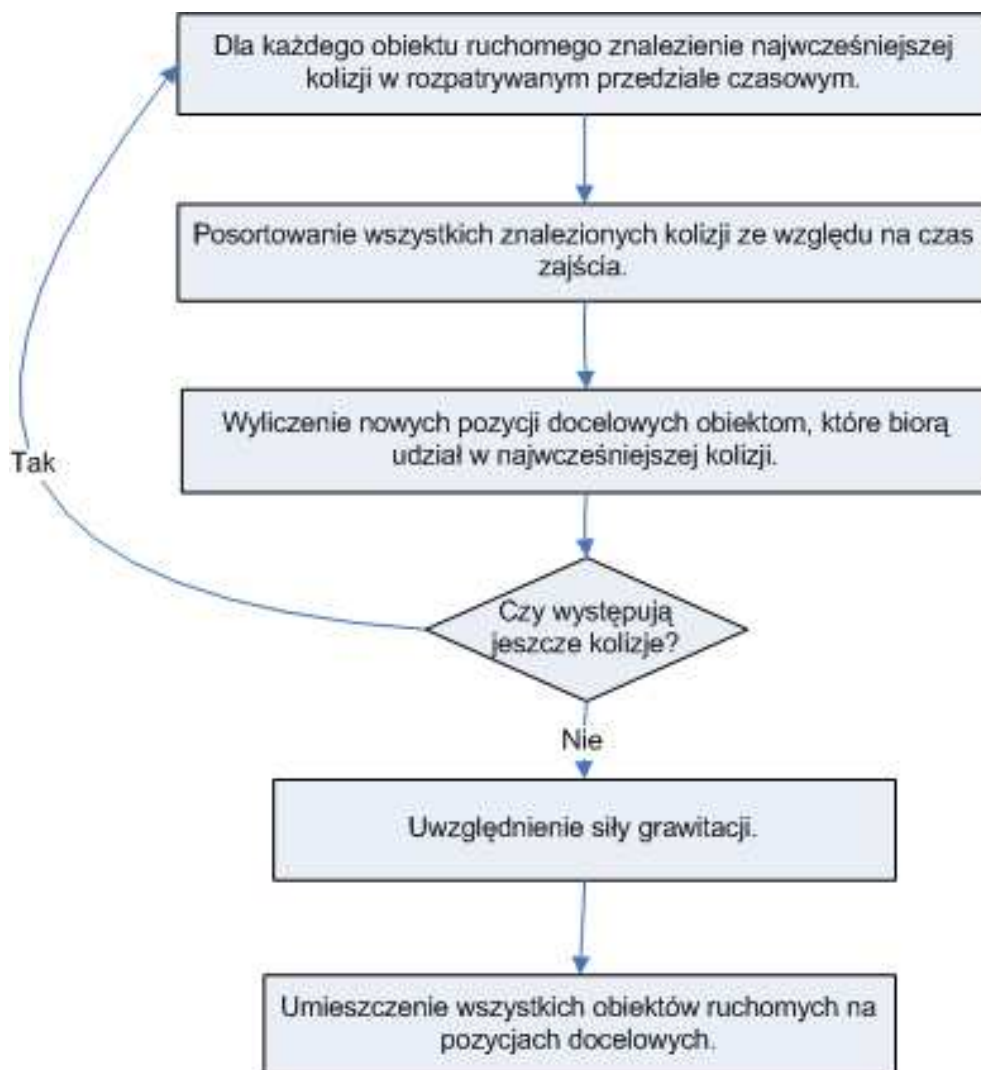 Dla każdego obiektu ruchomego znalezienie najwcześniejszej
kolizji w rozpatrywanym przedziale czasowym.
Posortowanie wszystkich znalezionych kolizji ze względu na czas
zajścia.
Wyliczenie nowych pozycji docelowych obiektom, które biorą
udział w najwcześniejszej kolizji.
Tak
Czy występują
jeszcze kolizje?
Nie
Uwzględnienie siły grawitacji.
Umieszczenie wszystkich obiektów ruchomych na
pozycjach docelowych.